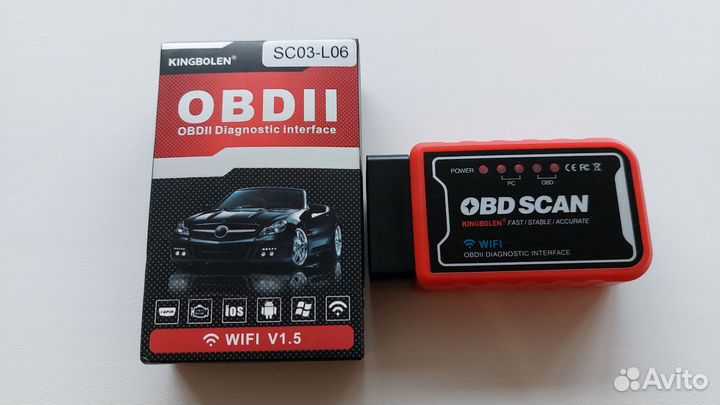 SC03-L06
KINGBOLEN®
OBDII
OBDII Diagnostic interface
iOS
WIFI V1.5
POWER
PC
OBD
CE FC
OBD SCAN
KINGBOLEN® FAST / STABLE / ACCURATE
WIFI
OBDII DIAGNOSTIC INTERFACE
Avito